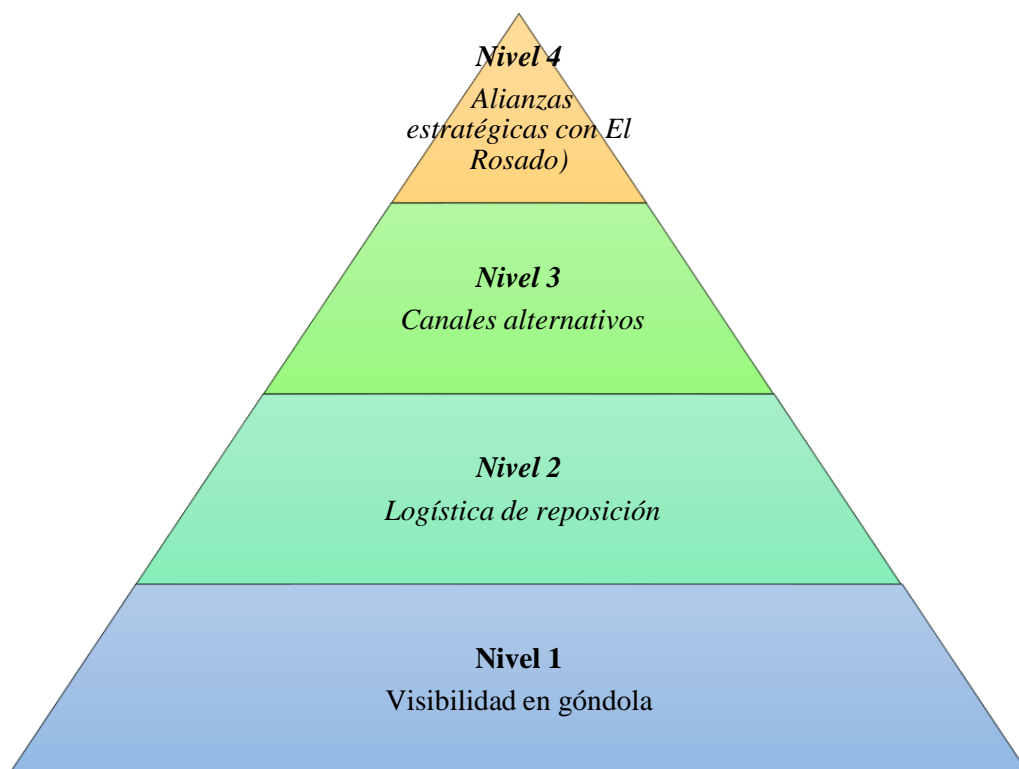 Nivel 4
Alianzas
estratégicas con El
Rosado)
Nivel 3
Canales alternativos
Nivel 2
Logística de reposición
Nivel 1
Visibilidad en góndola